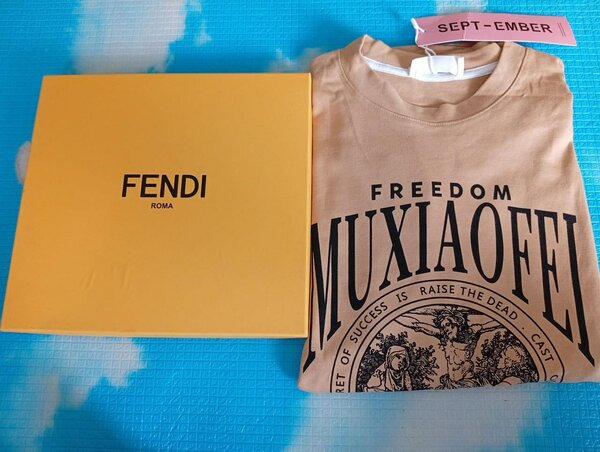 FENDI
ROMA
SEPT-EMBER
FREEDOM
MUXIAOFEI
RET OF SUCCESS IS RAISE THE DEAD . CAST